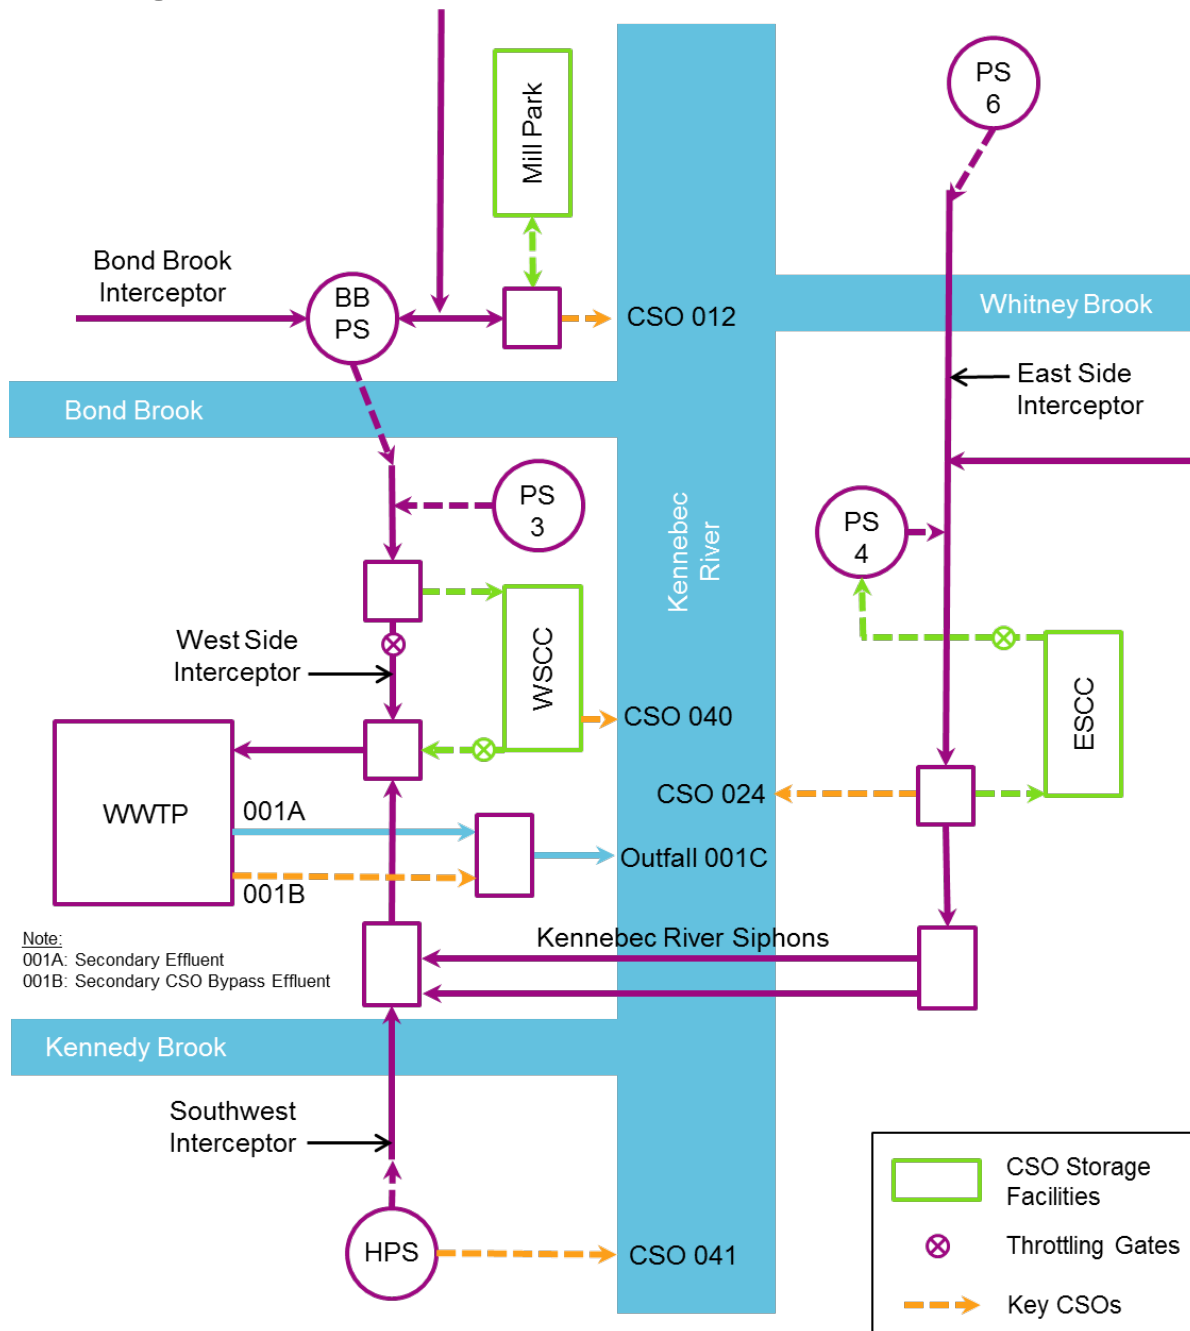 PS
6
Mill Park
Bond Brook
Interceptor
BB
PS
CSO 012
Whitney Brook
East Side
Interceptor
Bond Brook
PS
3
Kennebec
River
PS
4
West Side
Interceptor
WSCC
ESCC
CSO 040
CSO 024
WWTP
001A
001B
Outfall 001C
Note:
001A: Secondary Effluent
001B: Secondary CSO Bypass Effluent
Kennebec River Siphons
Kennedy Brook
Southwest
Interceptor
HPS
CSO 041
CSO Storage
Facilities
Throttling Gates
Key CSOs